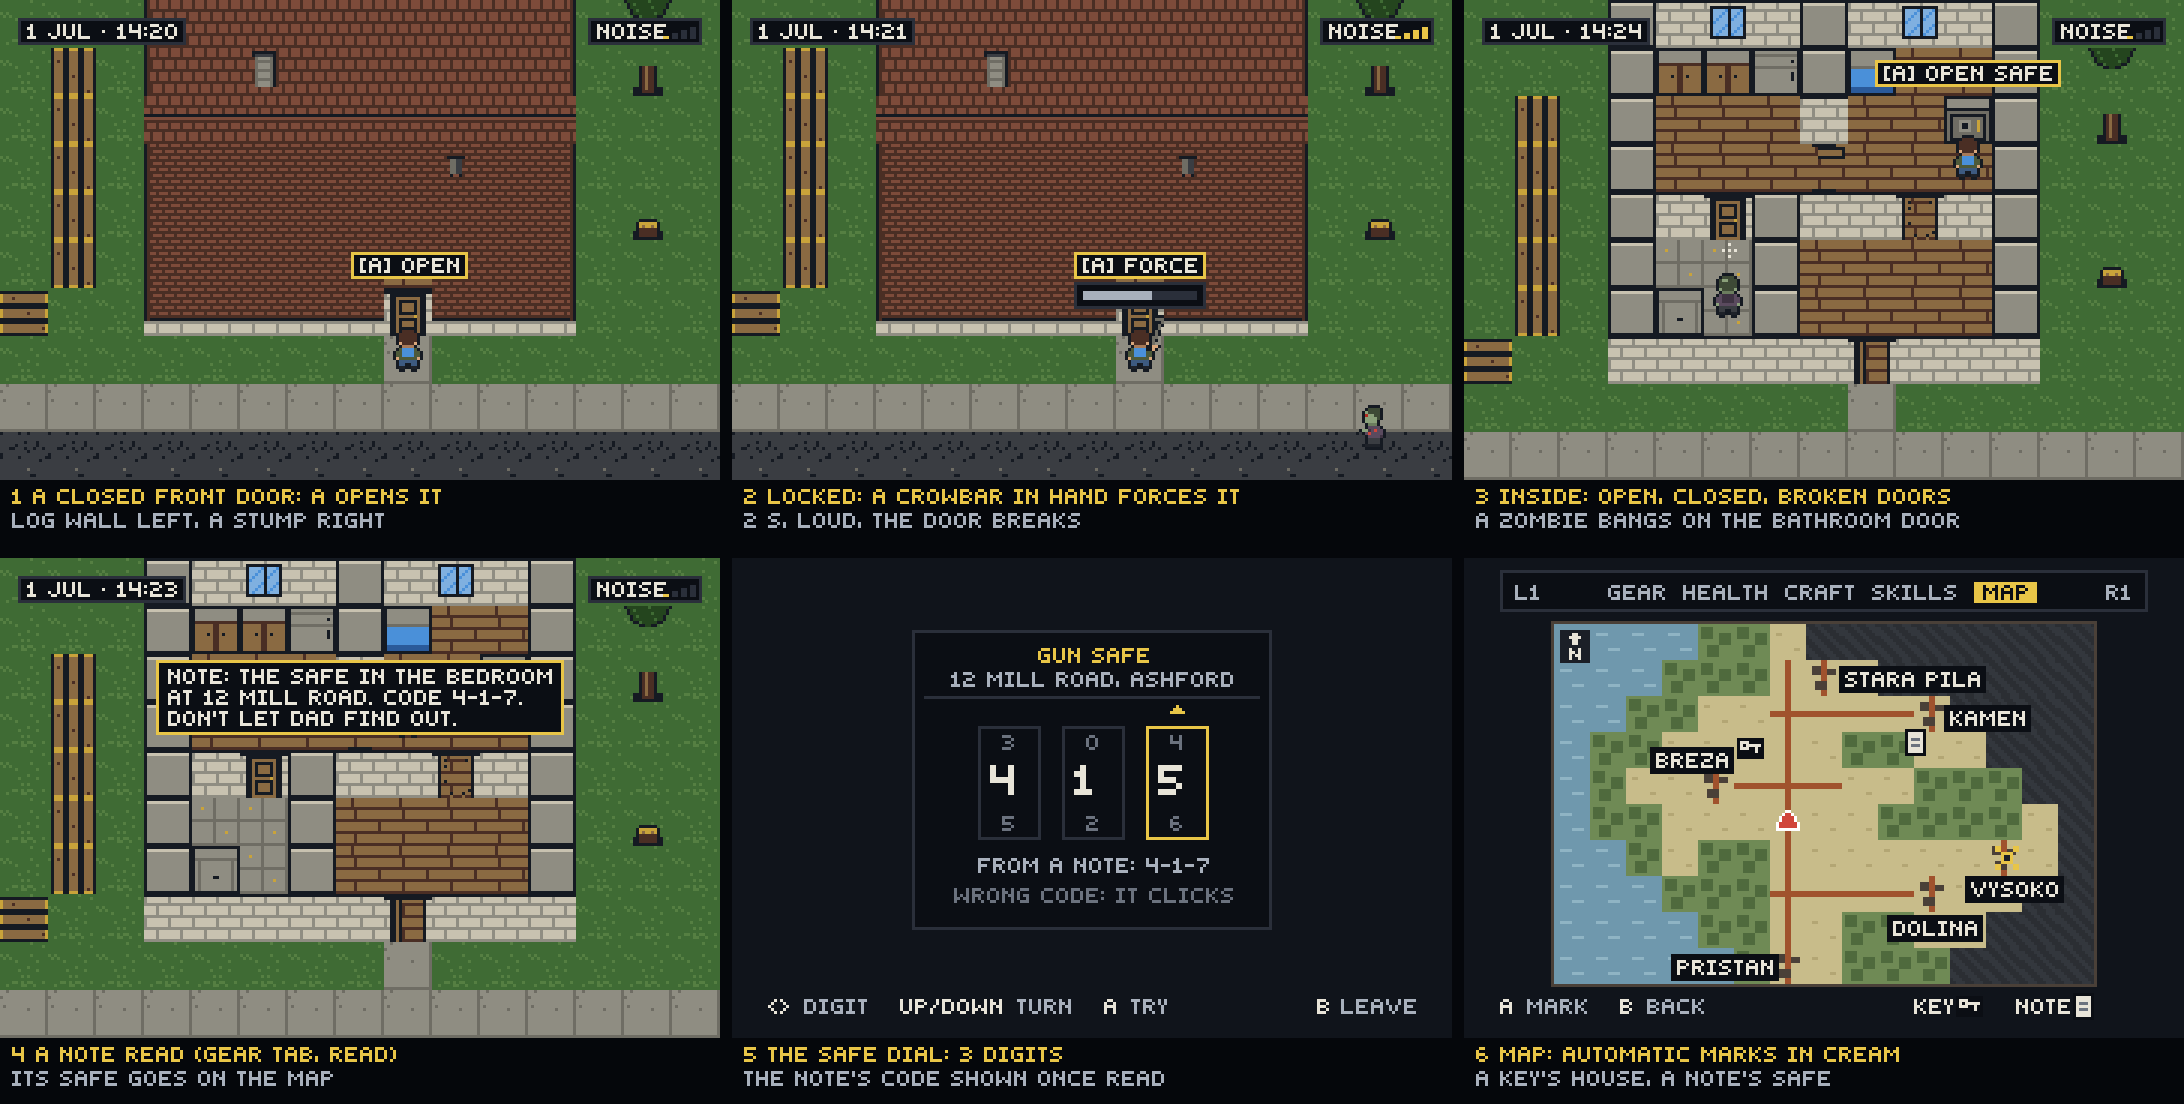 1 JUL · 14:20
NOISE
[A] OPEN
1 A CLOSED FRONT DOOR: A OPENS IT
LOG WALL LEFT. A STUMP RIGHT
1 JUL · 14:21
NOISE
[A] FORCE
2 LOCKED: A CROWBAR IN HAND FORCES IT
2 S. LOUD. THE DOOR BREAKS
1 JUL · 14:24
NOISE
[A] OPEN SAFE
3 INSIDE: OPEN, CLOSED, BROKEN DOORS
A ZOMBIE BANGS ON THE BATHROOM DOOR
1 JUL · 14:23
NOISE
NOTE: THE SAFE IN THE BEDROOM
AT 12 MILL ROAD. CODE 4-1-7.
DON'T LET DAD FIND OUT.
4 A NOTE READ (GEAR TAB, READ)
ITS SAFE GOES ON THE MAP
GUN SAFE
12 MILL ROAD, ASHFORD
3 0 4
4 1 5
5 2 6
FROM A NOTE: 4-1-7
WRONG CODE: IT CLICKS
<> DIGIT UP/DOWN TURN A TRY B LEAVE
5 THE SAFE DIAL: 3 DIGITS
THE NOTE'S CODE SHOWN ONCE READ
L1 GEAR HEALTH CRAFT SKILLS MAP R1
N
STARA PILA
KAMEN
BREZA
VYSOKO
DOLINA
PRISTAN
A MARK B BACK KEY NOTE
6 MAP: AUTOMATIC MARKS IN CREAM
A KEY'S HOUSE, A NOTE'S SAFE